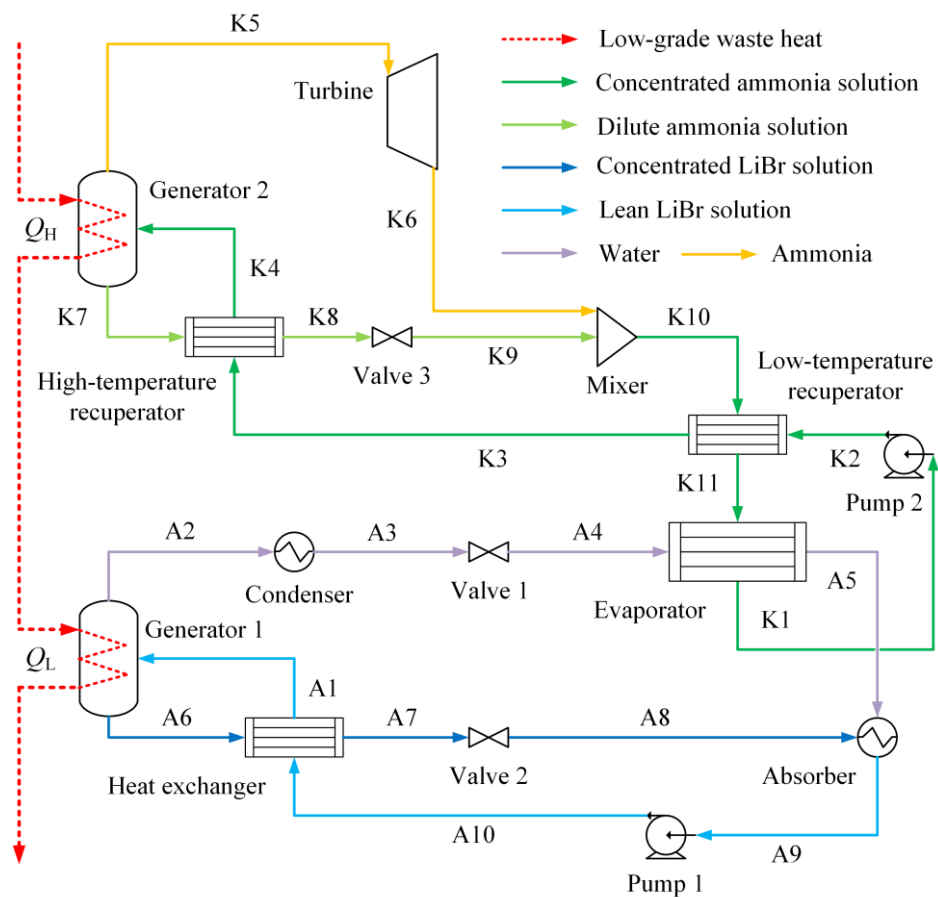 K5
Low-grade waste heat
Turbine
Concentrated ammonia solution
Dilute ammonia solution
Concentrated LiBr solution
Generator 2
Lean LiBr solution
K6
QH
K4
Water
Ammonia
K7
K8
K9
K10
Valve 3
Mixer
High-temperature
recuperator
Low-temperature
recuperator
K3
K2
K11
Pump 2
A2
A3
A4
A5
Condenser
Valve 1
Evaporator
K1
Generator 1
QL
A1
A6
A7
A8
Heat exchanger
Valve 2
Absorber
A10
A9
Pump 1